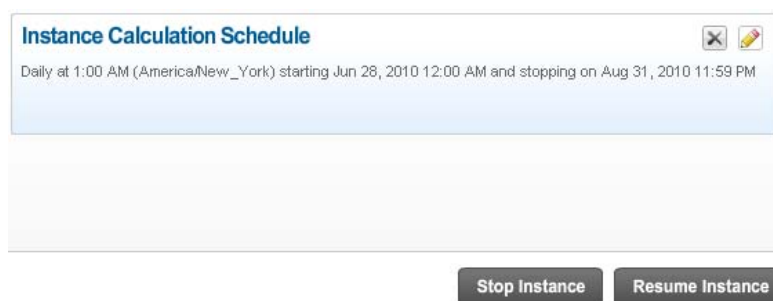 Instance Calculation Schedule
Daily at 1:00 AM (America/New_York) starting Jun 28, 2010 12:00 AM and stopping on Aug 31, 2010 11:59 PM
Stop Instance
Resume Instance